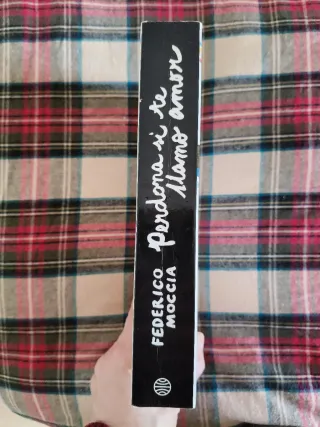 FEDERICO
MOCCIA
Perdona si te
llamo amor